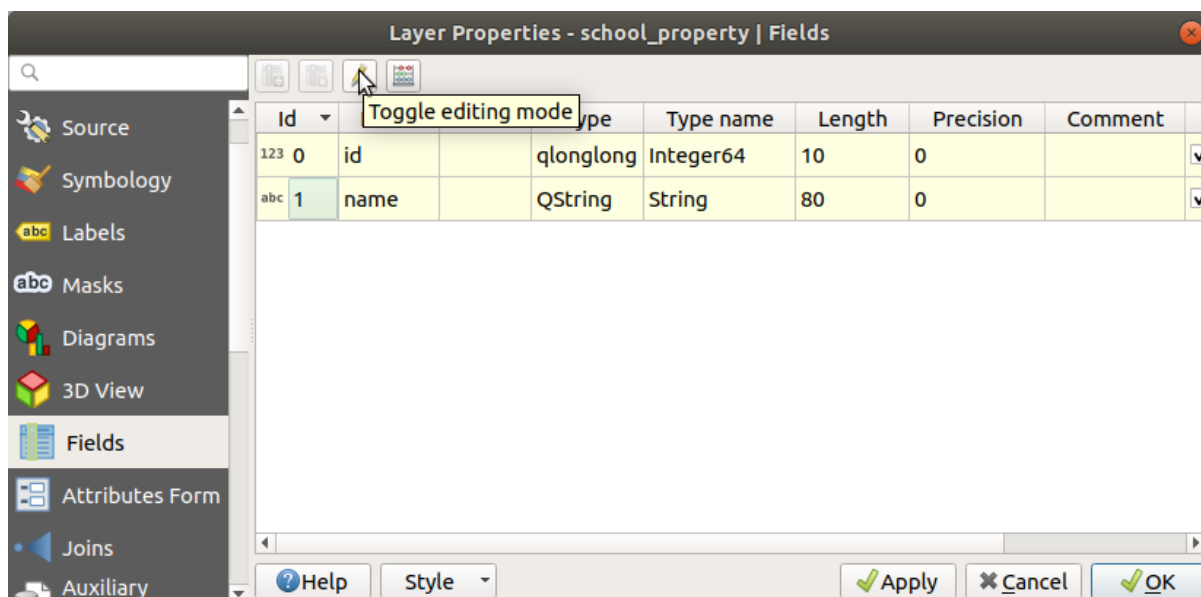 Layer Properties - school_property | Fields
Source
Symbology
abc Labels
abc Masks
Diagrams
3D View
Fields
Attributes Form
Joins
Auxiliary
Toggle editing mode
Id Type name Length Precision Comment
123 0 id qlonglong Integer64 10 0
abc 1 name QString String 80 0
Help Style Apply Cancel OK